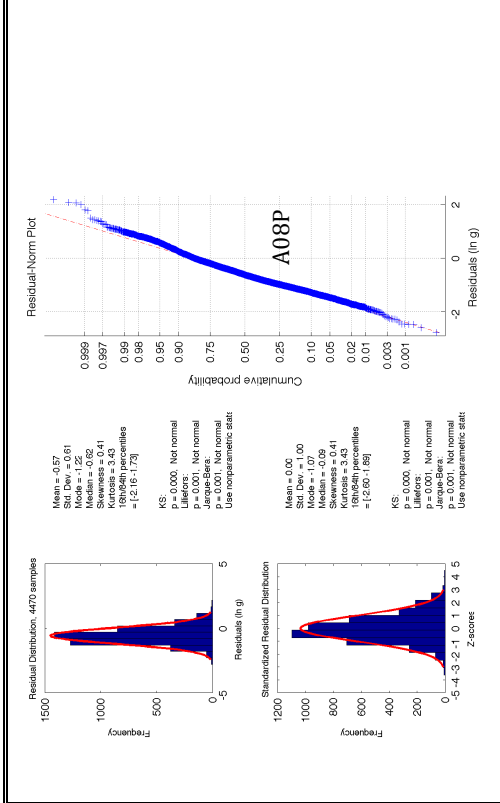 Residual Distribution, 4470 samples
1500
1000
500
0
Frequency
-5
0
5
Residuals (ln g)
Mean = -0.57
Std. Dev. = 0.61
Mode = -1.22
Median = -0.62
Skewness = 0.41
Kurtosis = 3.43
16th/84th percentiles
= [-2.16 -1.73]
KS:
p = 0.000, Not normal
Lillefors:
p = 0.001, Not normal
Jarque-Bera:
p = 0.001, Not normal
Use nonparametric stats
Standardized Residual Distribution
1200
1000
800
600
400
200
0
Frequency
-5 -4 -3 -2 -1 0 1 2 3 4 5
Z-scores
Mean = 0.00
Std. Dev. = 1.00
Mode = -1.07
Median = -0.09
Skewness = 0.41
Kurtosis = 3.43
16th/84th percentiles
= [-2.60 -1.89]
KS:
p = 0.000, Not normal
Lillefors:
p = 0.001, Not normal
Jarque-Bera:
p = 0.001, Not normal
Use nonparametric stats
Residual-Norm Plot
0.999
0.997
0.99
0.98
0.95
0.90
0.75
0.50
0.25
0.10
0.05
0.02
0.01
0.003
0.001
Cumulative probability
A08P
-2
0
2
Residuals (ln g)